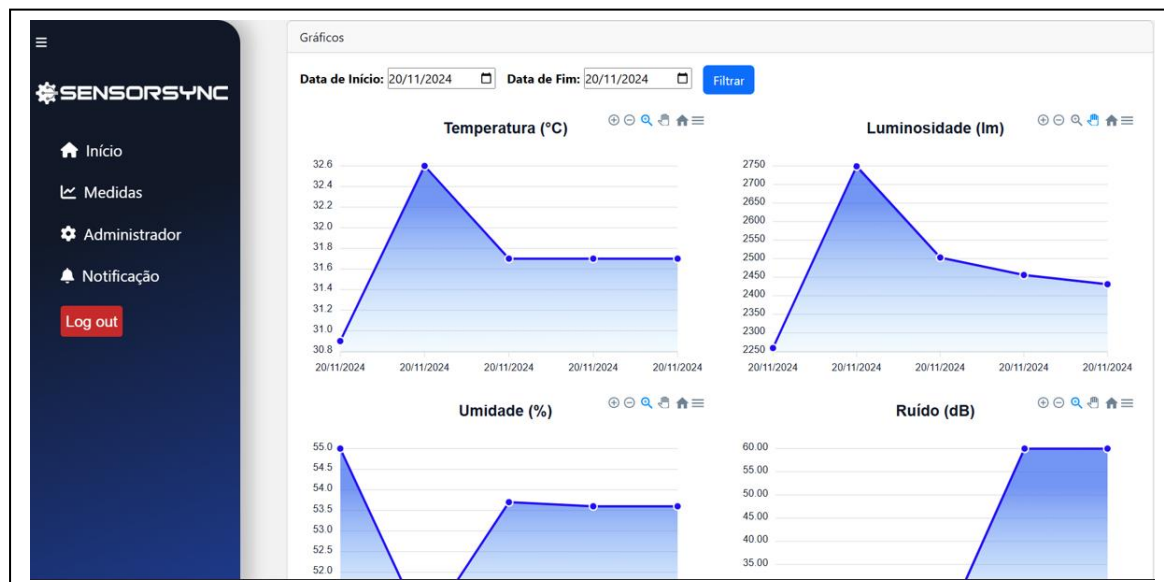 SENSORSYNC
Início
Medidas
Administrador
Notificação
Log out
Gráficos
Data de Início: 20/11/2024 Data de Fim: 20/11/2024 Filtrar
Temperatura (°C)
32.6
32.4
32.2
32.0
31.8
31.6
31.4
31.2
31.0
30.8
20/11/2024 20/11/2024 20/11/2024 20/11/2024 20/11/2024
Luminosidade (lm)
2750
2700
2650
2600
2550
2500
2450
2400
2350
2300
2250
20/11/2024 20/11/2024 20/11/2024 20/11/2024 20/11/2024
Umidade (%)
55.0
54.5
54.0
53.5
53.0
52.5
52.0
Ruído (dB)
60.00
55.00
50.00
45.00
40.00
35.00